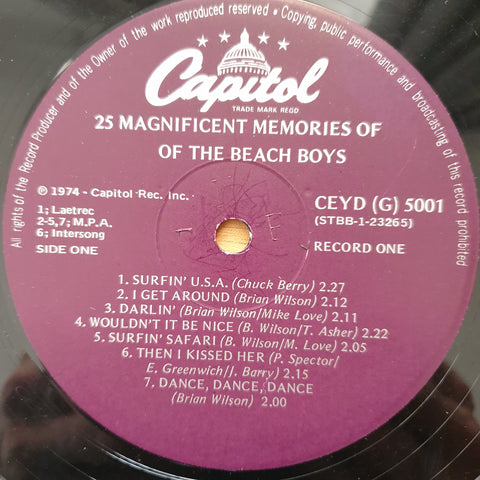 All rights of the Record Producer and of the Owner of the work reproduced reserved • Copying, public performance and broadcasting of this record prohibited
Capitol
TRADE MARK REGD
25 MAGNIFICENT MEMORIES OF
OF THE BEACH BOYS
℗ 1974 - Capitol Rec. Inc.
1; Laetrec
2-5,7; M.P.A.
6; Intersong
SIDE ONE
CEYD (G) 5001
(STBB-1-23265)
RECORD ONE
1. SURFIN' U.S.A. (Chuck Berry) 2.27
2. I GET AROUND (Brian Wilson) 2.12
3. DARLIN' (Brian Wilson/Mike Love) 2.11
4. WOULDN'T IT BE NICE (B. Wilson/T. Asher) 2.22
5. SURFIN' SAFARI (B. Wilson/M. Love) 2.05
6. THEN I KISSED HER (P. Spector/
E. Greenwich/J. Barry) 2.15
7. DANCE, DANCE, DANCE
(Brian Wilson) 2.00